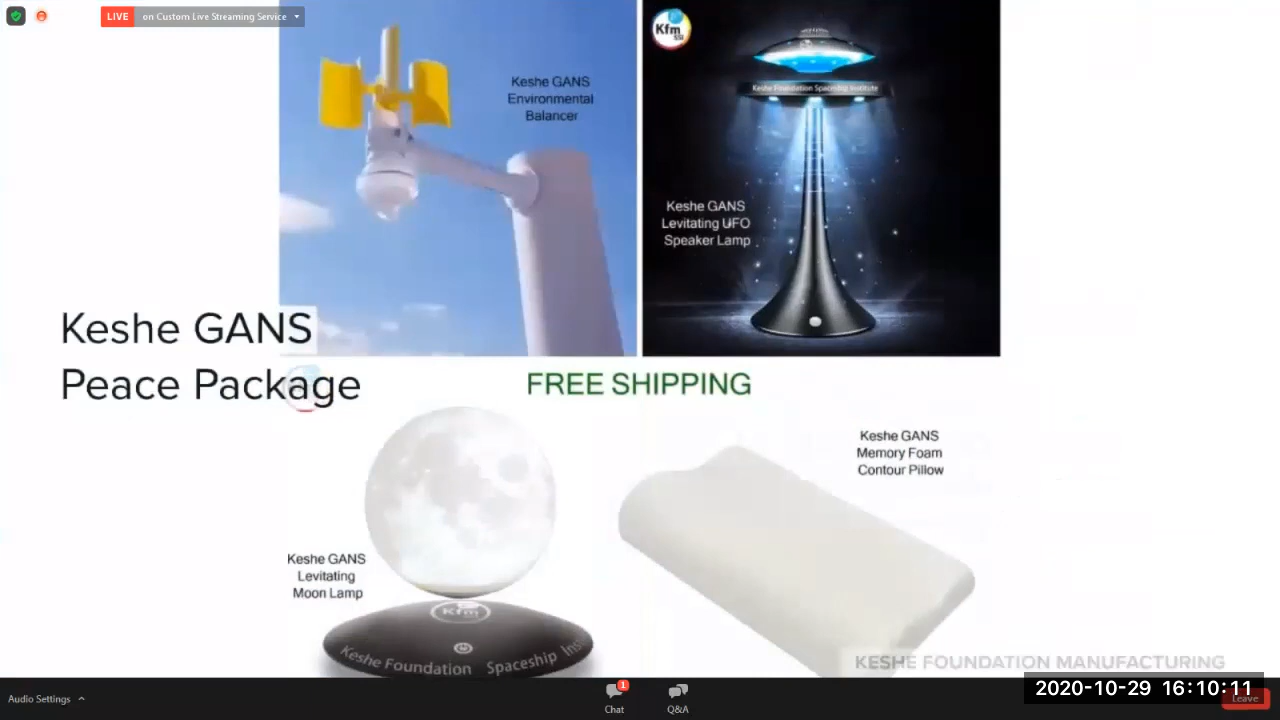 LIVE
on Custom Live Streaming Service
Keshe GANS
Environmental
Balancer
Kfm
SSI
Keshe Foundation Spaceship Institute
Keshe GANS
Levitating UFO
Speaker Lamp
Keshe GANS
Peace Package
FREE SHIPPING
Keshe GANS
Memory Foam
Contour Pillow
Keshe GANS
Levitating
Moon Lamp
Kfm
Keshe Foundation Spaceship Inst
KESHE FOUNDATION MANUFACTURING
Audio Settings
1
Chat
Q&A
2020-10-29 16:10:11
Leave